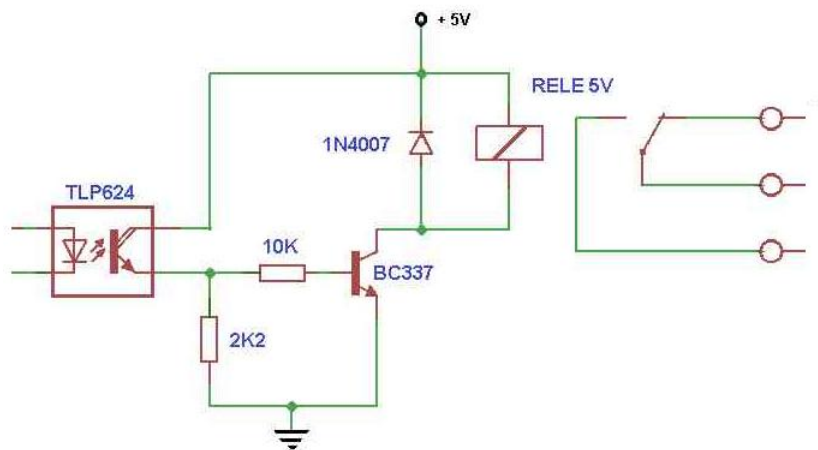 + 5V
RELE 5V
1N4007
TLP624
10K
BC337
2K2